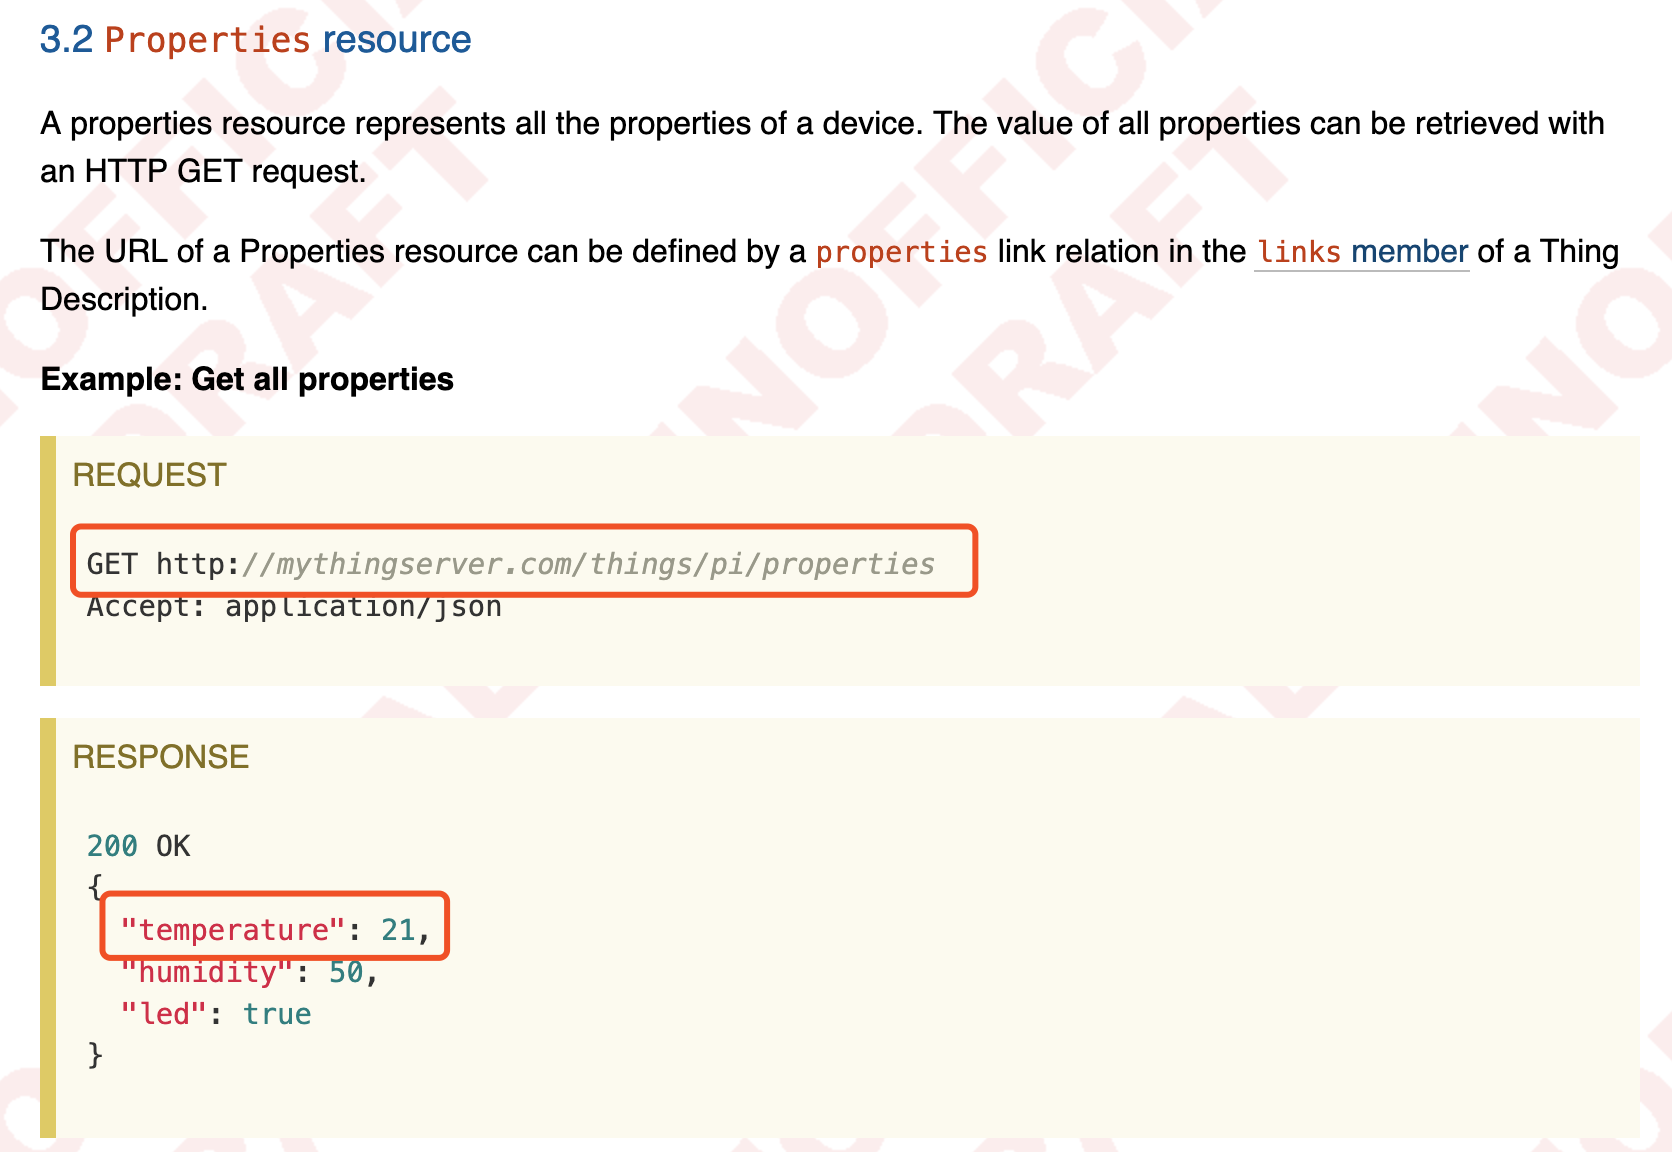 3.2 Properties resource
A properties resource represents all the properties of a device. The value of all properties can be retrieved with
an HTTP GET request.
The URL of a Properties resource can be defined by a properties link relation in the links member of a Thing
Description.
Example: Get all properties
REQUEST
GET http://mythingserver.com/things/pi/properties
Accept: application/json
RESPONSE
200 OK
{
"temperature": 21,
"humidity": 50,
"led": true
}